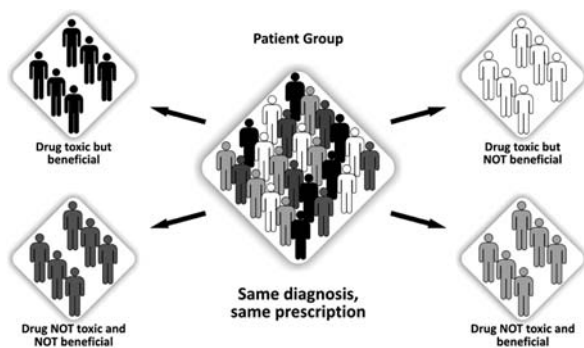 Patient Group
Drug toxic but
beneficial
Drug toxic but
NOT beneficial
Same diagnosis,
same prescription
Drug NOT toxic and
NOT beneficial
Drug NOT toxic and
beneficial